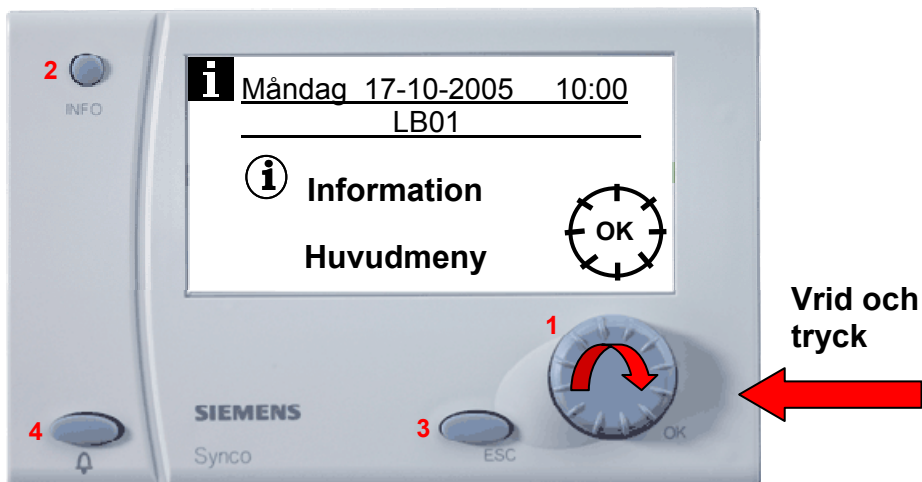 2
INFO
i Måndag 17-10-2005 10:00
LB01
i Information
OK
Huvudmeny
Vrid och
tryck
1
SIEMENS
4
3
OK
Synco
ESC